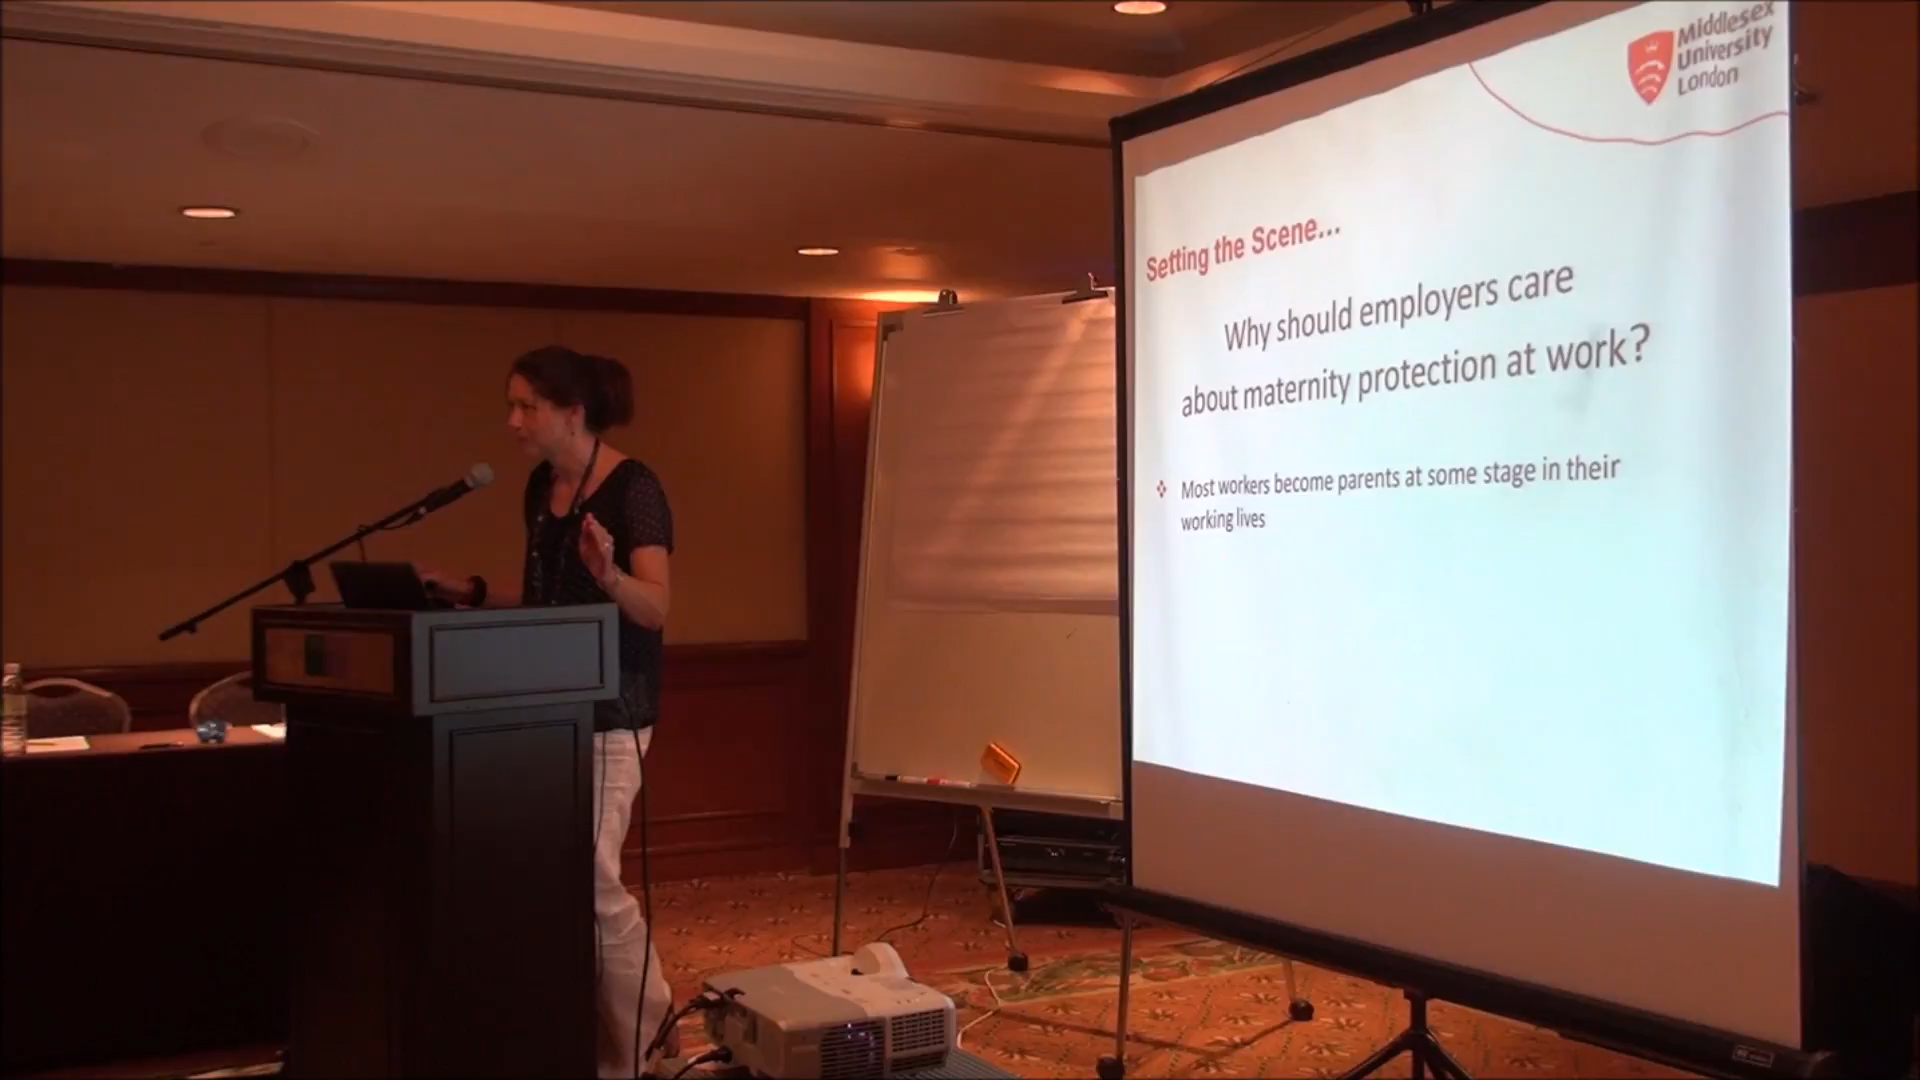 Middlesex
University
London
Setting the Scene...
Why should employers care
about maternity protection at work?
❖ Most workers become parents at some stage in their
working lives